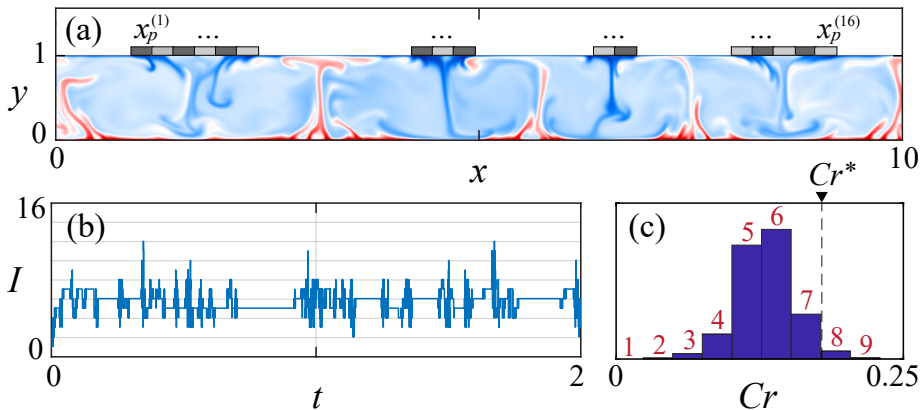 (a) x_p^(1) ... ... ... ... x_p^(16)
1
y
0
0 x 10
(b)
16
I
0
0 t 2
Cr*
(c)
1 2 3 4 5 6 7 8 9
0 Cr 0.25